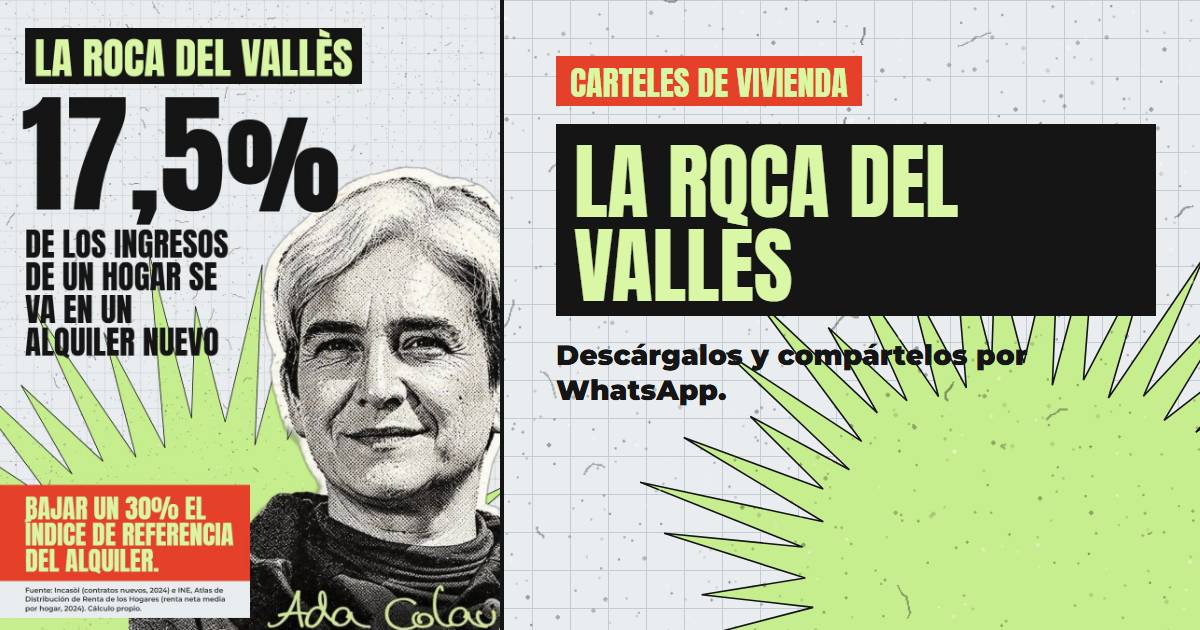 LA ROCA DEL VALLÈS
17,5%
DE LOS INGRESOS
DE UN HOGAR SE
VA EN UN
ALQUILER NUEVO
BAJAR UN 30% EL
ÍNDICE DE REFERENCIA
DEL ALQUILER.
Fuente: Incasòl (contratos nuevos, 2024) e INE, Atlas de
Distribución de Renta de los Hogares (renta neta media
por hogar, 2024). Cálculo propio.
Ada Colau
CARTELES DE VIVIENDA
LA ROCA DEL
VALLÈS
Descárgalos y compártelos por
WhatsApp.